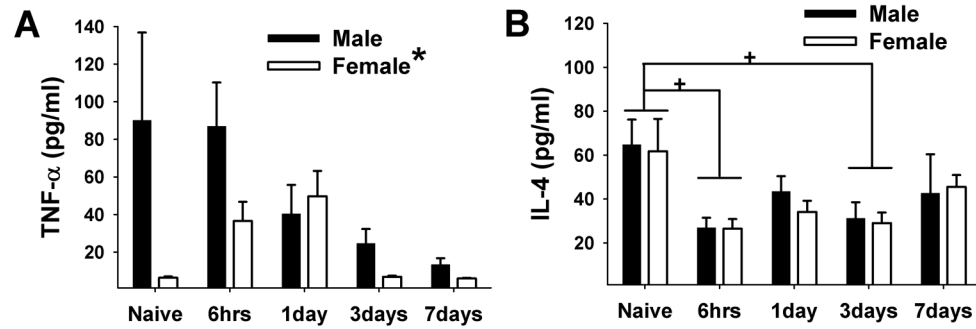 A
TNF-α (pg/ml)
140
120
100
80
60
40
20
Male
Female*
Naive 6hrs 1day 3days 7days
B
IL-4 (pg/ml)
120
100
80
60
40
20
Male
Female
+
+
Naive 6hrs 1day 3days 7days